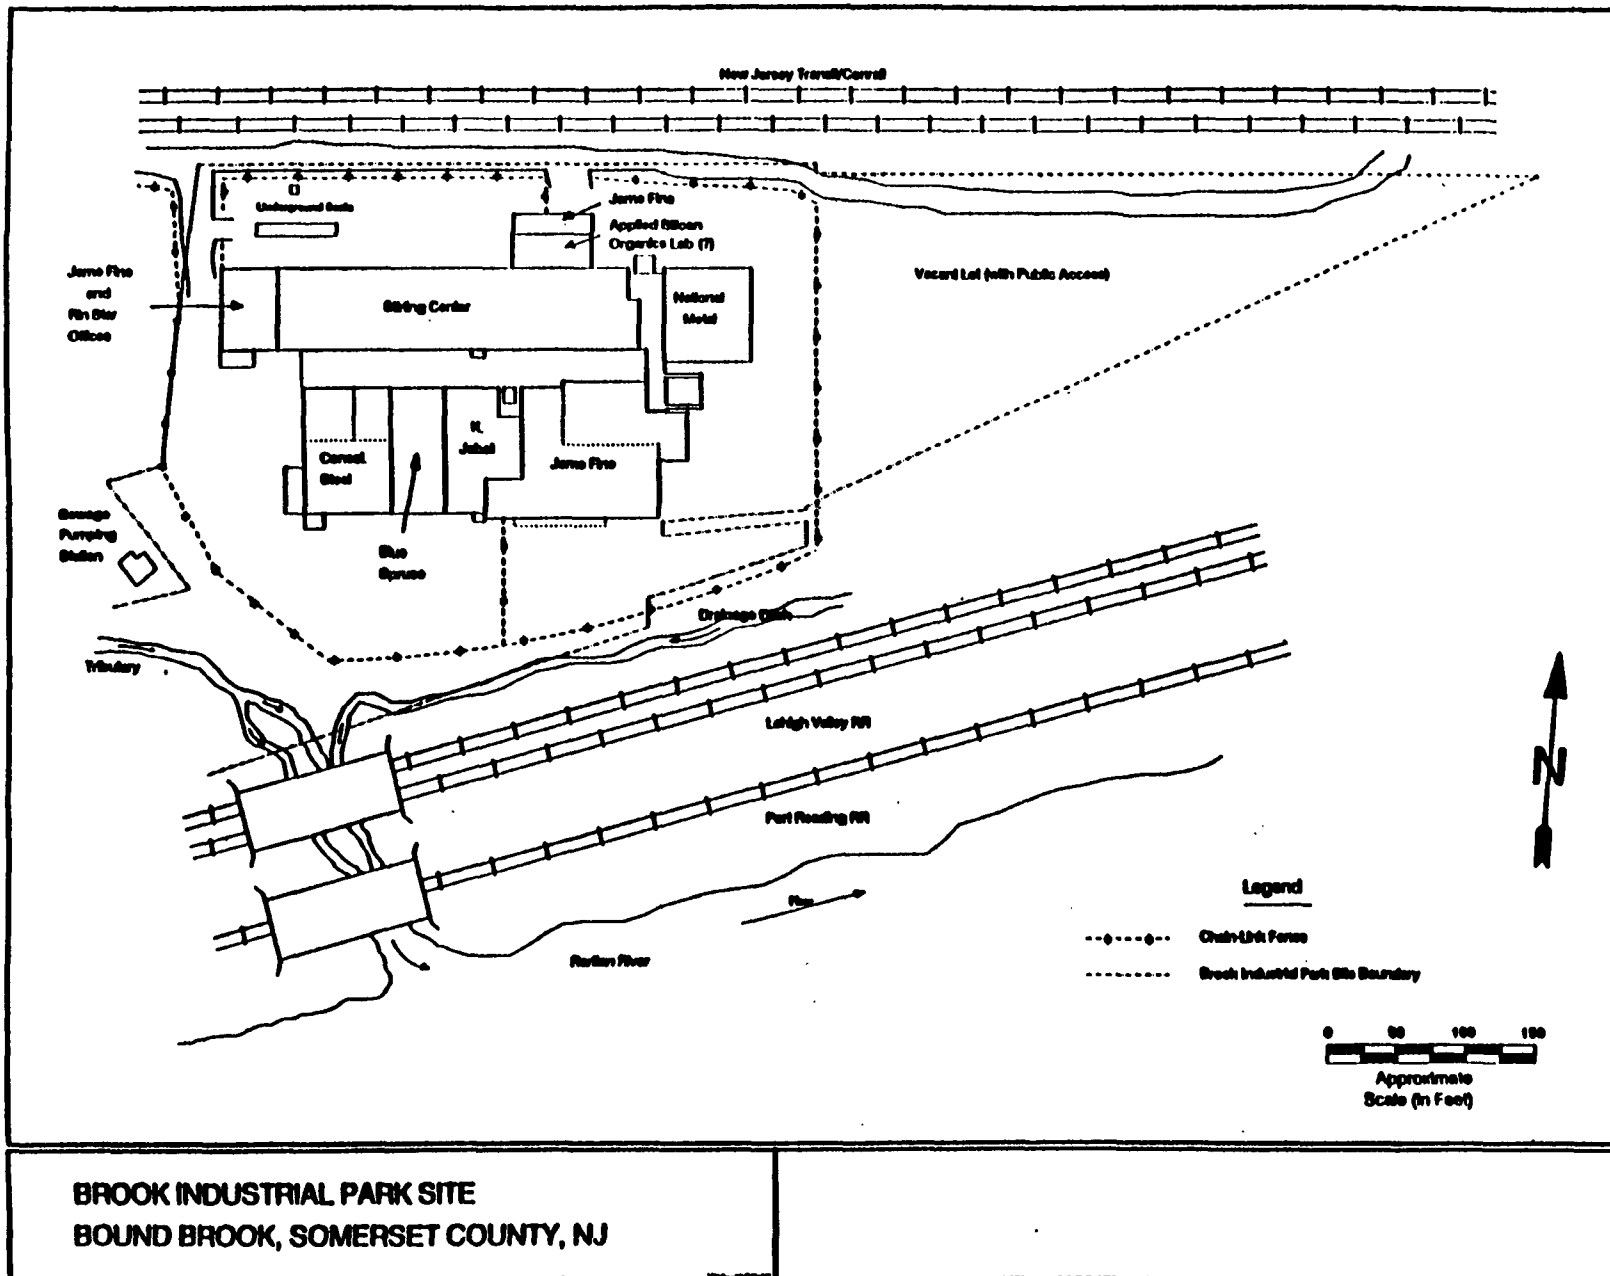 New Jersey Transit/Conrail
Underground Scale
Jame Fine
Applied Silicon
Organics Lab (?)
Jame Fine
and
Offices
Stirling Center
National
Metal
Vacant Lot (with Public Access)
Consol.
Steel
K.
Jabat
Jame Fine
Blue
Spruce
Sewage
Pumping
Station
Drainage Ditch
Tributary
Lehigh Valley RR
Port Reading RR
Flow
Raritan River
N
Legend
Chain-Link Fence
Brook Industrial Park Site Boundary
0 50 100 150
Approximate
Scale (in Feet)
BROOK INDUSTRIAL PARK SITE
BOUND BROOK, SOMERSET COUNTY, NJ